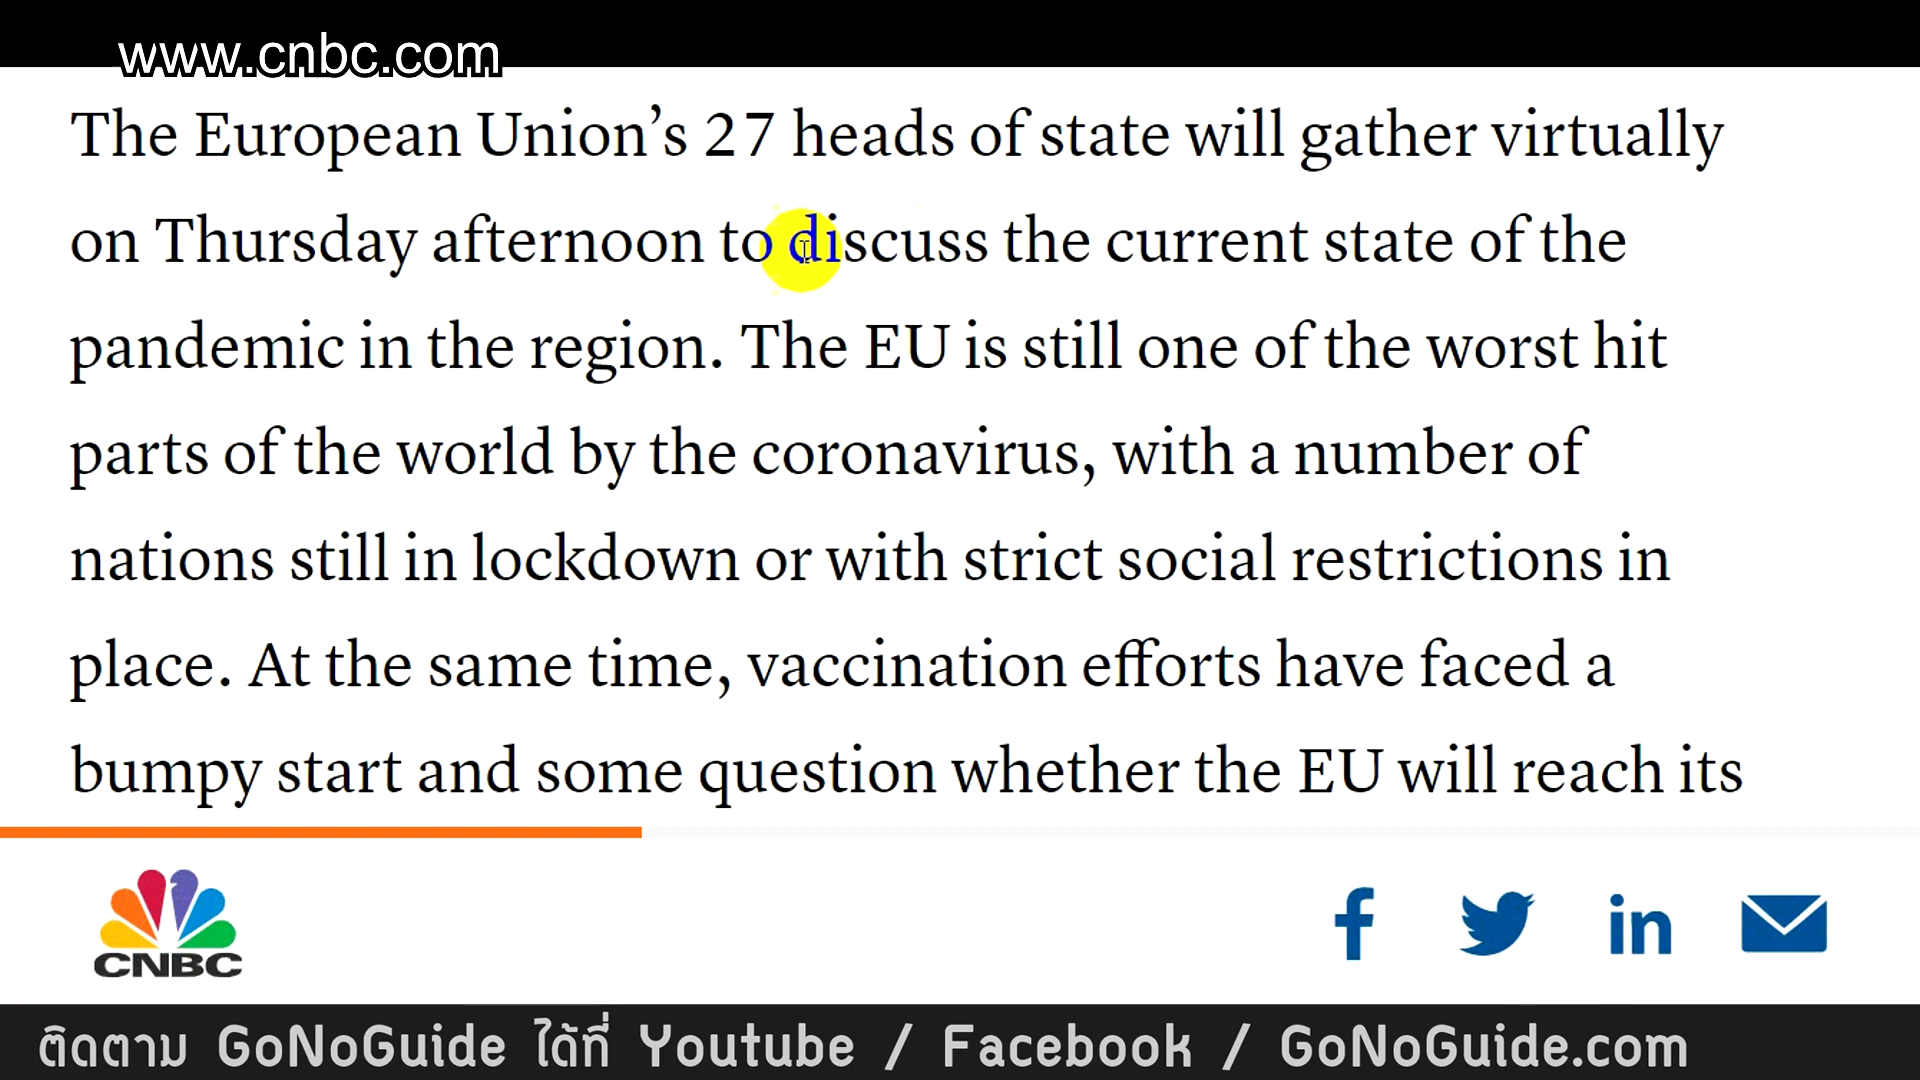 www.cnbc.com
The European Union’s 27 heads of state will gather virtually
on Thursday afternoon to discuss the current state of the
pandemic in the region. The EU is still one of the worst hit
parts of the world by the coronavirus, with a number of
nations still in lockdown or with strict social restrictions in
place. At the same time, vaccination efforts have faced a
bumpy start and some question whether the EU will reach its
CNBC
ติดตาม GoNoGuide ได้ที่ Youtube / Facebook / GoNoGuide.com